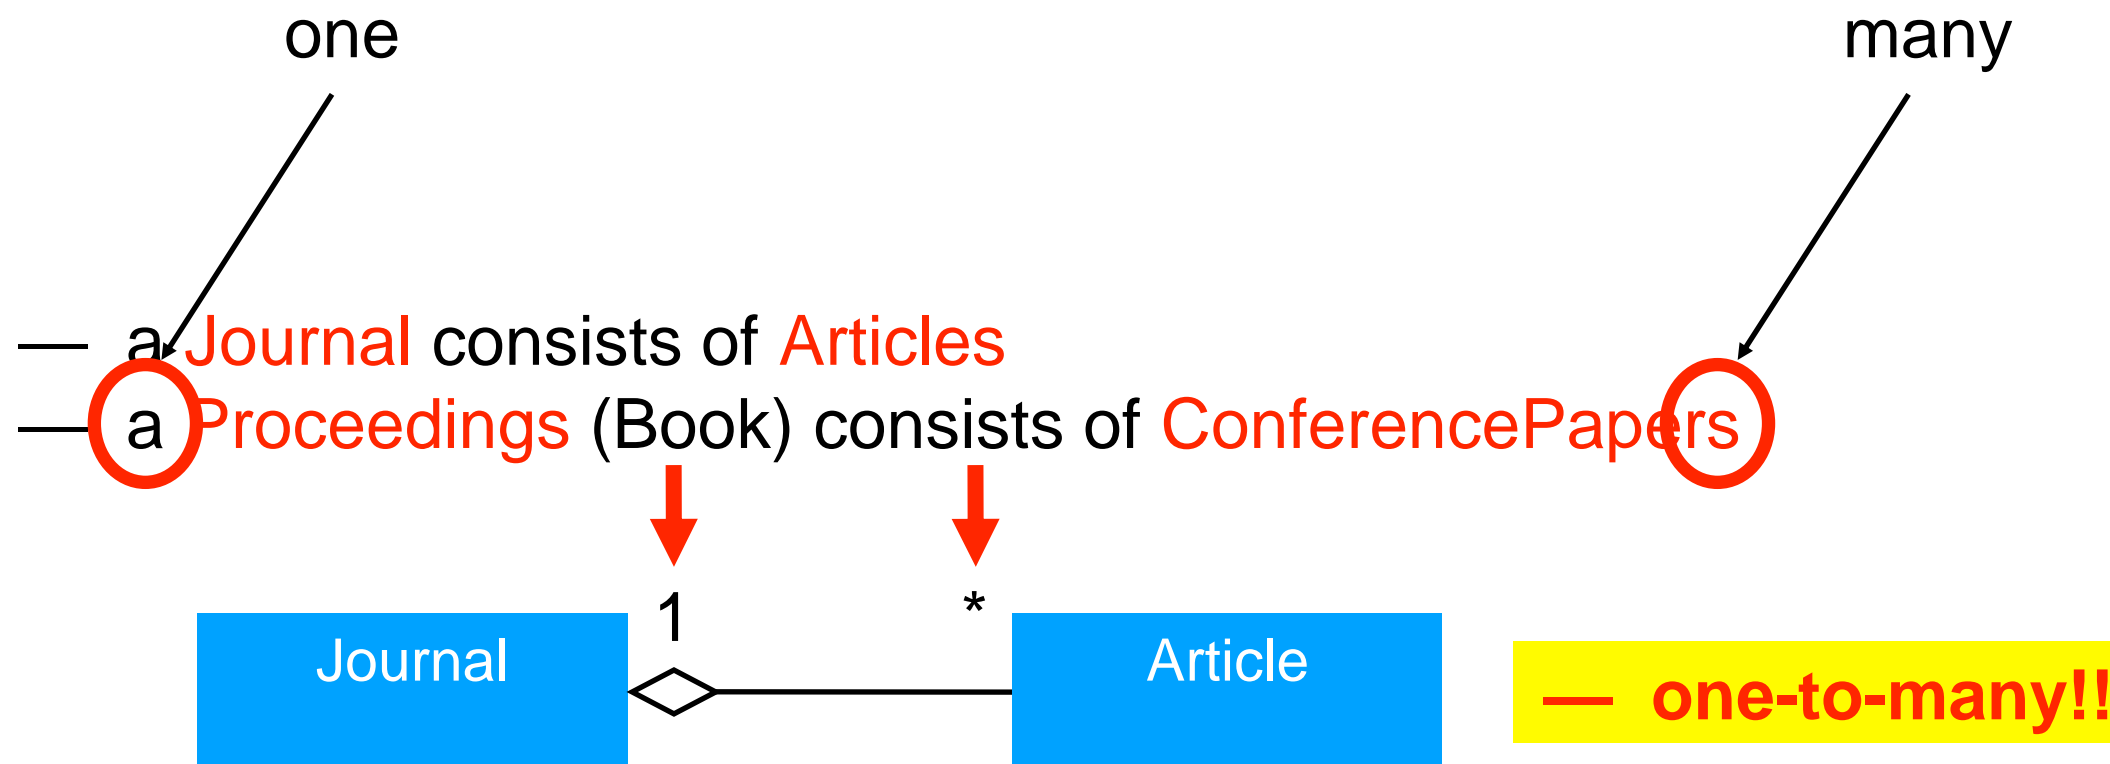 one
many
— a Journal consists of Articles
— a Proceedings (Book) consists of ConferencePapers
1
*
Journal
Article
— one-to-many!!